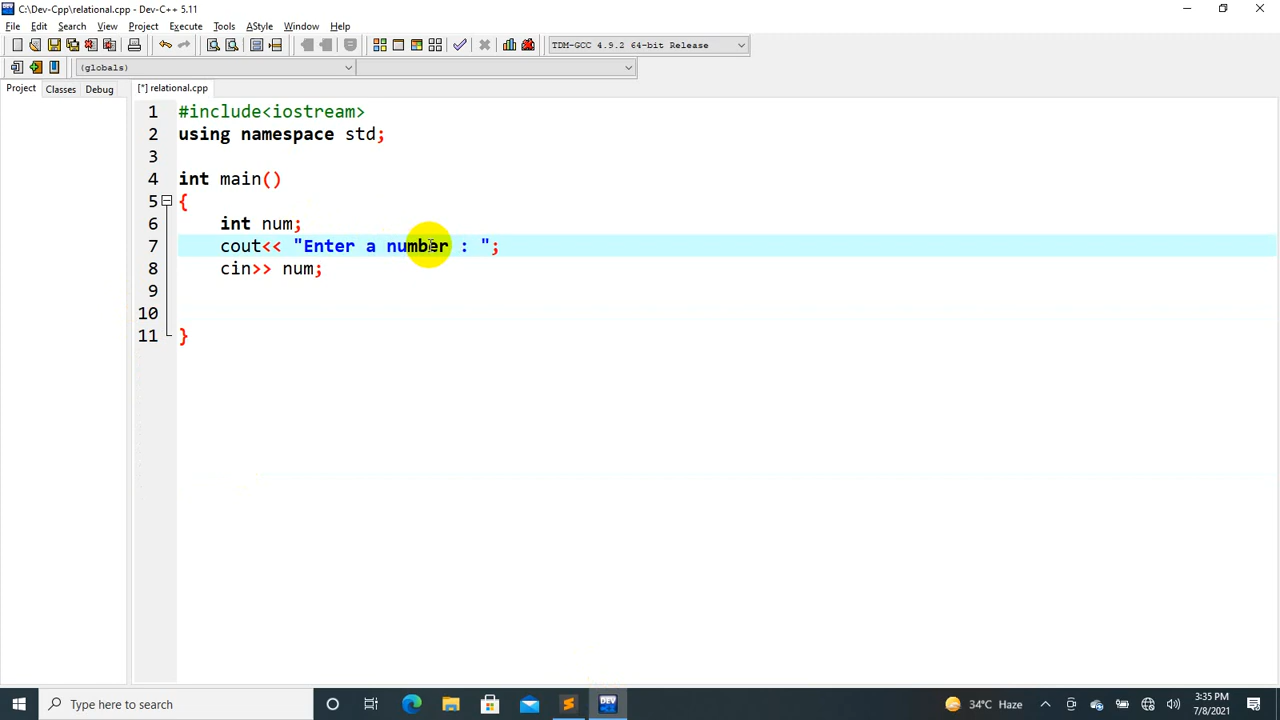 C:\Dev-Cpp\relational.cpp - Dev-C++ 5.11
File Edit Search View Project Execute Tools AStyle Window Help
TDM-GCC 4.9.2 64-bit Release
(globals)
Project Classes Debug [*] relational.cpp
1 #include<iostream>
2 using namespace std;
3
4 int main()
5 {
6 int num;
7 cout<< "Enter a number : ";
8 cin>> num;
9
10
11 }
Type here to search DEV 34°C Haze 3:35 PM
7/8/2021